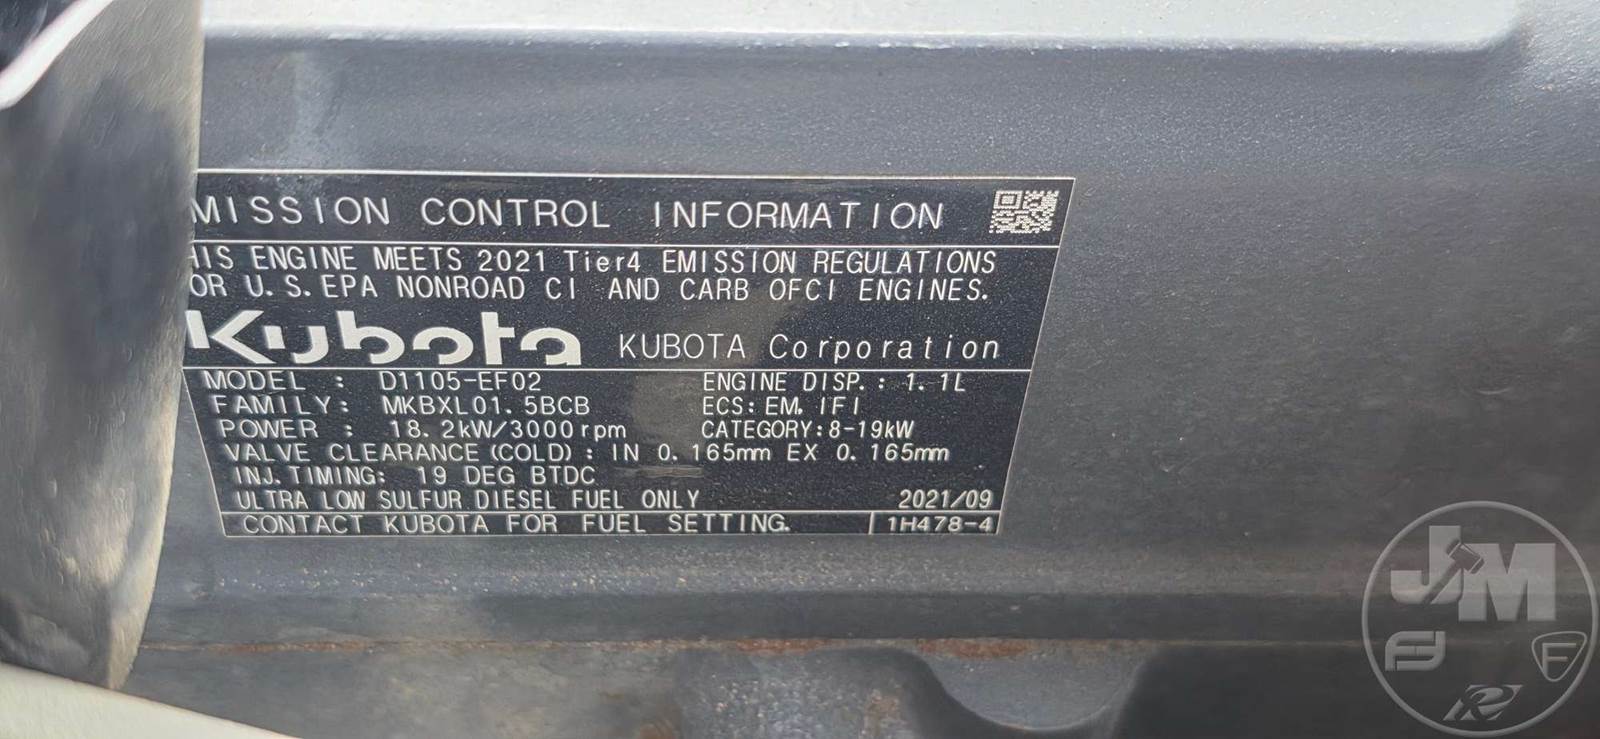 MISSION CONTROL INFORMATION
HIS ENGINE MEETS 2021 Tier4 EMISSION REGULATIONS
OR U.S.EPA NONROAD CI AND CARB OFCI ENGINES.
Kubota KUBOTA Corporation
MODEL : D1105-EF02 ENGINE DISP.: 1.1L
FAMILY: MKBXL01.5BCB ECS:EM, IFI
POWER : 18.2kW/3000rpm CATEGORY:8-19kW
VALVE CLEARANCE(COLD): IN 0.165mm EX 0.165mm
INJ.TIMING: 19 DEG BTDC
ULTRA LOW SULFUR DIESEL FUEL ONLY 2021/09
CONTACT KUBOTA FOR FUEL SETTING. 1H478-4
JM